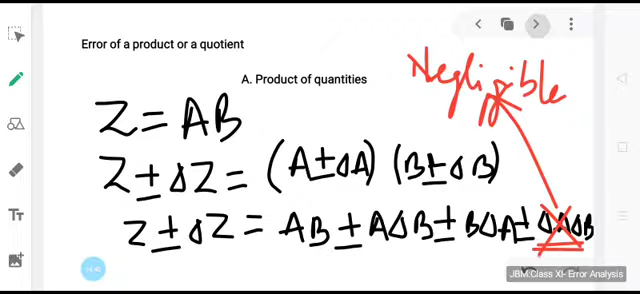 Error of a product or a quotient
A. Product of quantities
Negligible
Z = AB
Z ± ΔZ = (A ± ΔA) (B ± ΔB)
Z ± ΔZ = AB ± AΔB ± BΔA ± ΔAΔB
JBM:Class XI- Error Analysis